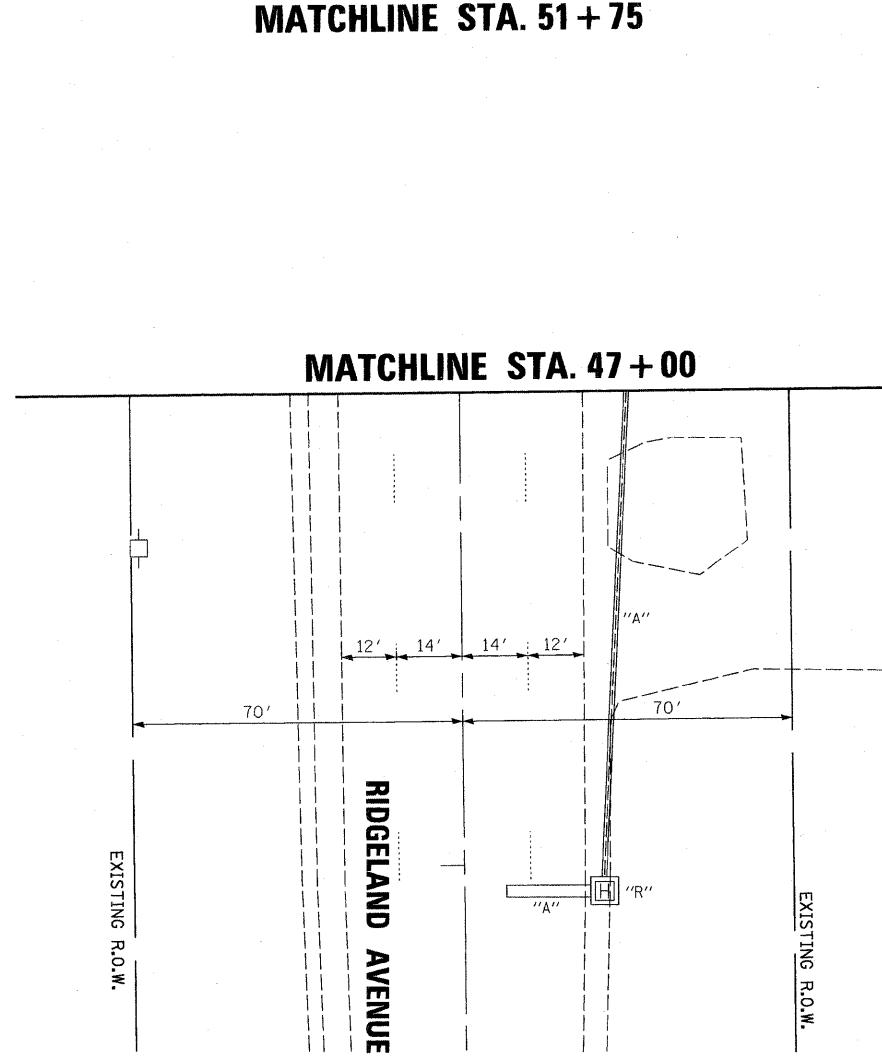 MATCHLINE STA. 51+75
MATCHLINE STA. 47+00
"A"
12' 14' 14' 12'
70' 70'
RIDGELAND AVENUE
EXISTING R.O.W.
H "R"
"A"
EXISTING R.O.W.